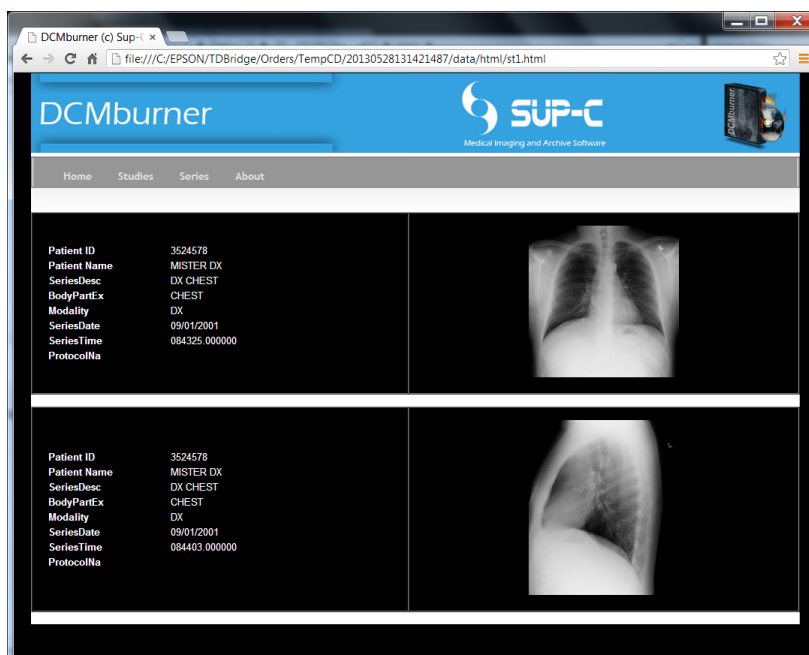 DCMburner (c) Sup-C
file:///C:/EPSON/TDBridge/Orders/TempCD/20130528131421487/data/html/st1.html
DCMburner
SUP-C
Medical Imaging and Archive Software
DCMburner
Home Studies Series About
Patient ID 3524578
Patient Name MISTER DX
SeriesDesc DX CHEST
BodyPartEx CHEST
Modality DX
SeriesDate 09/01/2001
SeriesTime 084325.000000
ProtocolNa
Patient ID 3524578
Patient Name MISTER DX
SeriesDesc DX CHEST
BodyPartEx CHEST
Modality DX
SeriesDate 09/01/2001
SeriesTime 084403.000000
ProtocolNa